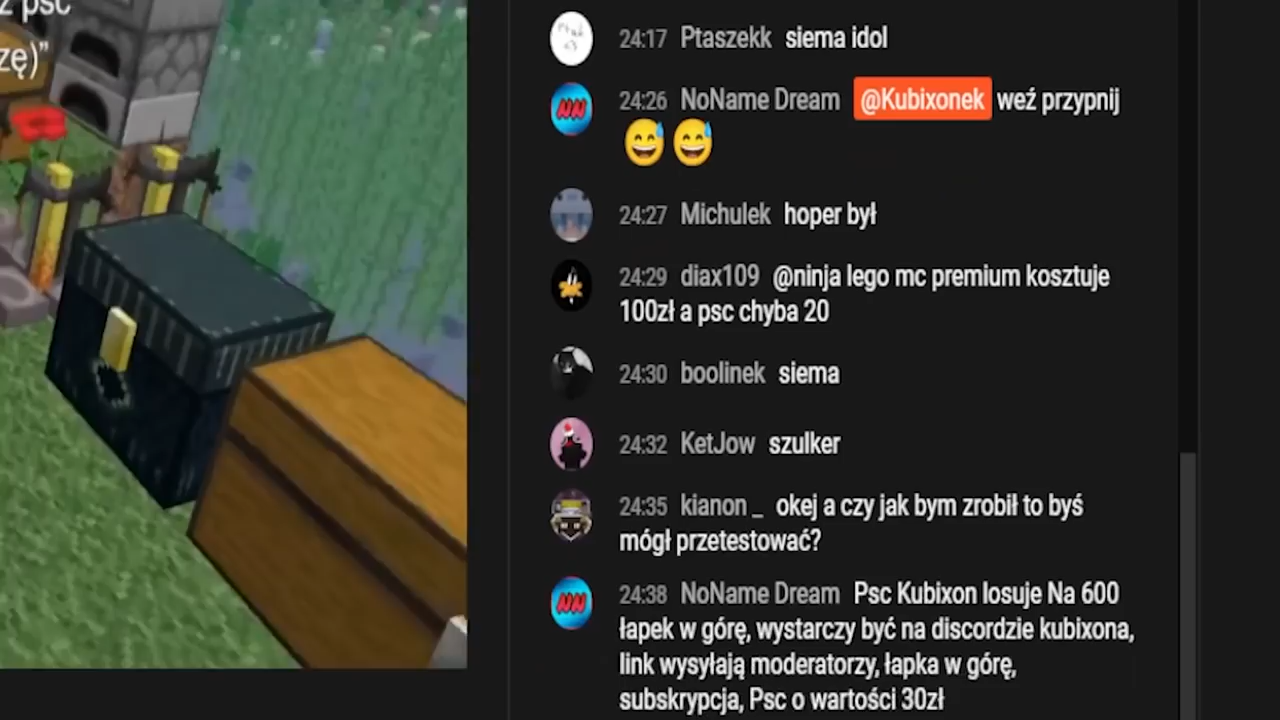 z psc
zę)”
24:17 Ptaszekk siema idol
24:26 NoName Dream @Kubixonek weź przypnij
😅😅
24:27 Michulek hoper był
24:29 diax109 @ninja lego mc premium kosztuje
100zł a psc chyba 20
24:30 boolinek siema
24:32 KetJow szulker
24:35 kianon _ okej a czy jak bym zrobił to byś
mógł przetestować?
NN 24:38 NoName Dream Psc Kubixon losuje Na 600
łapek w górę, wystarczy być na discordzie kubixona,
link wysyłają moderatorzy, łapka w górę,
subskrypcja, Psc o wartości 30zł